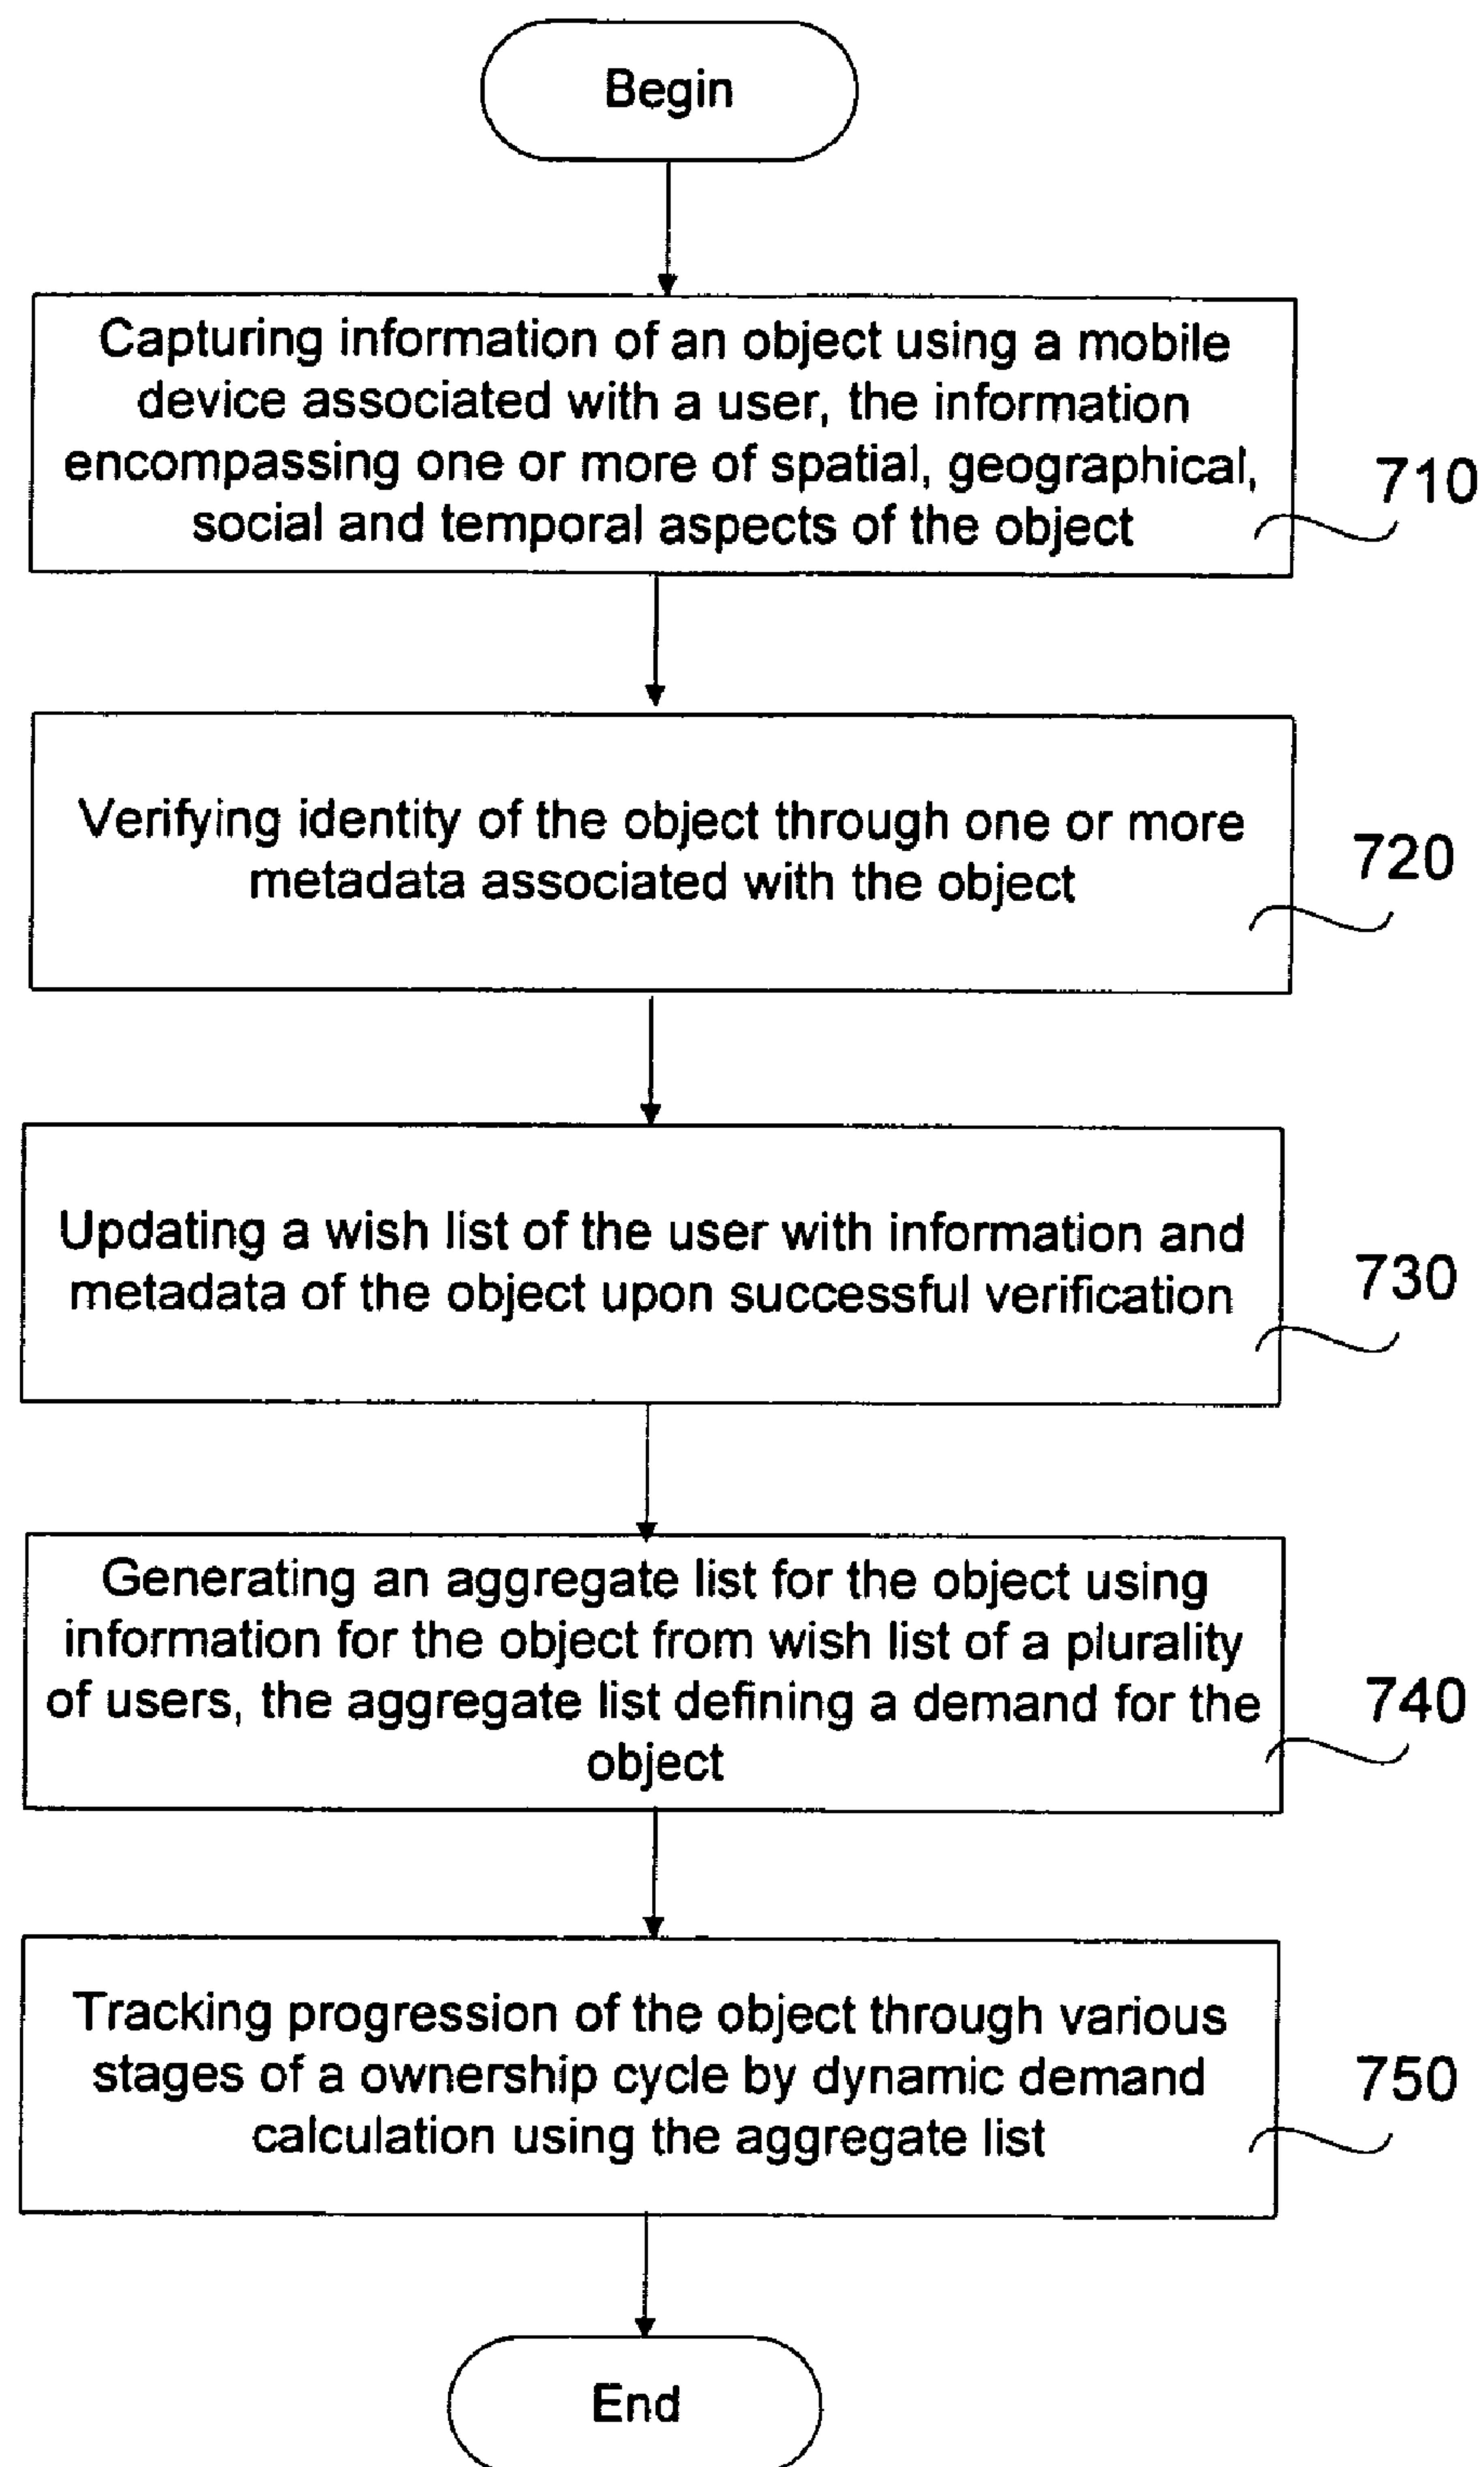 Begin
Capturing information of an object using a mobile
device associated with a user, the information
encompassing one or more of spatial, geographical,
social and temporal aspects of the object
710
Verifying identity of the object through one or more
metadata associated with the object
720
Updating a wish list of the user with information and
metadata of the object upon successful verification
730
Generating an aggregate list for the object using
information for the object from wish list of a plurality
of users, the aggregate list defining a demand for the
object
740
Tracking progression of the object through various
stages of a ownership cycle by dynamic demand
calculation using the aggregate list
750
End